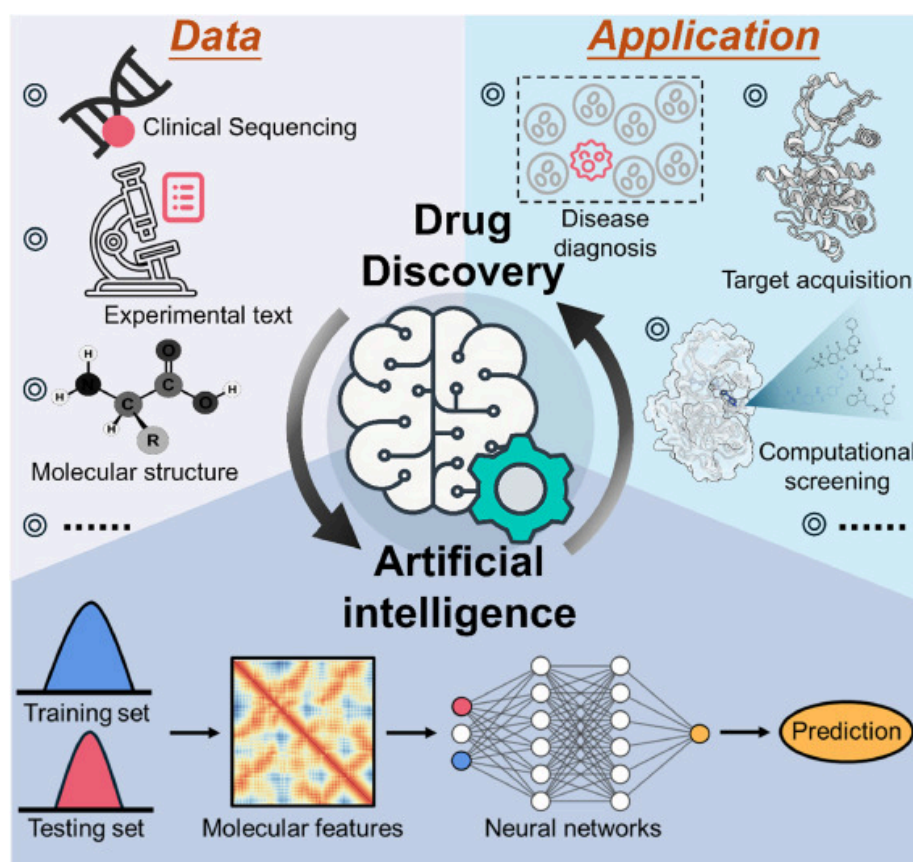 Data
Clinical Sequencing
Experimental text
H
N
H
C
H
R
C
O
O
H
Molecular structure
......
Application
Disease
diagnosis
Target acquisition
Computational
screening
......
Drug
Discovery
Artificial
intelligence
Training set
Testing set
Molecular features
Neural networks
Prediction